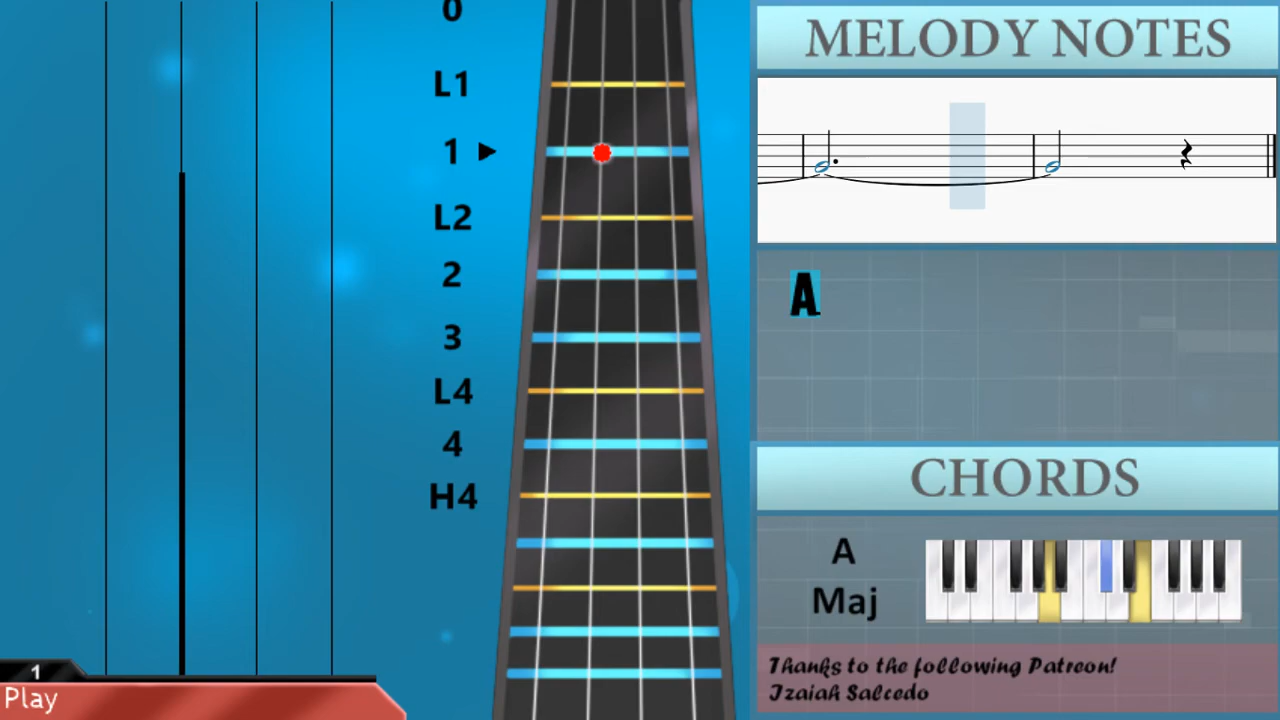 0
L1
1 ►
L2
2
3
L4
4
H4
1
Play
MELODY NOTES
A
CHORDS
A
Maj
Thanks to the following Patreon!
Izaiah Salcedo